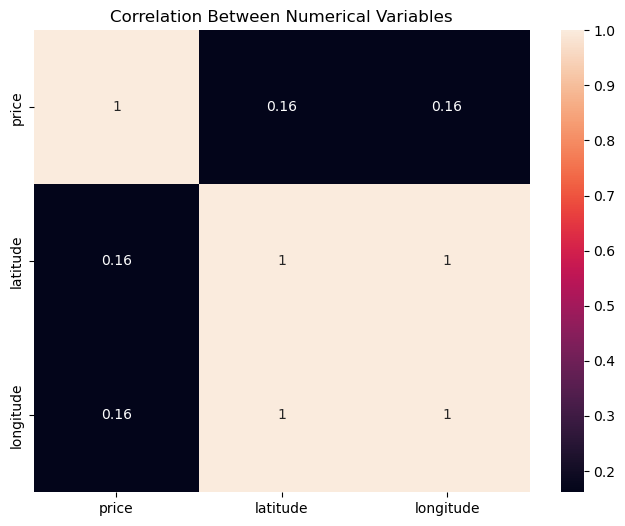 Correlation Between Numerical Variables
price
1
0.16
0.16
latitude
0.16
1
1
longitude
0.16
1
1
price
latitude
longitude
1.0
0.9
0.8
0.7
0.6
0.5
0.4
0.3
0.2